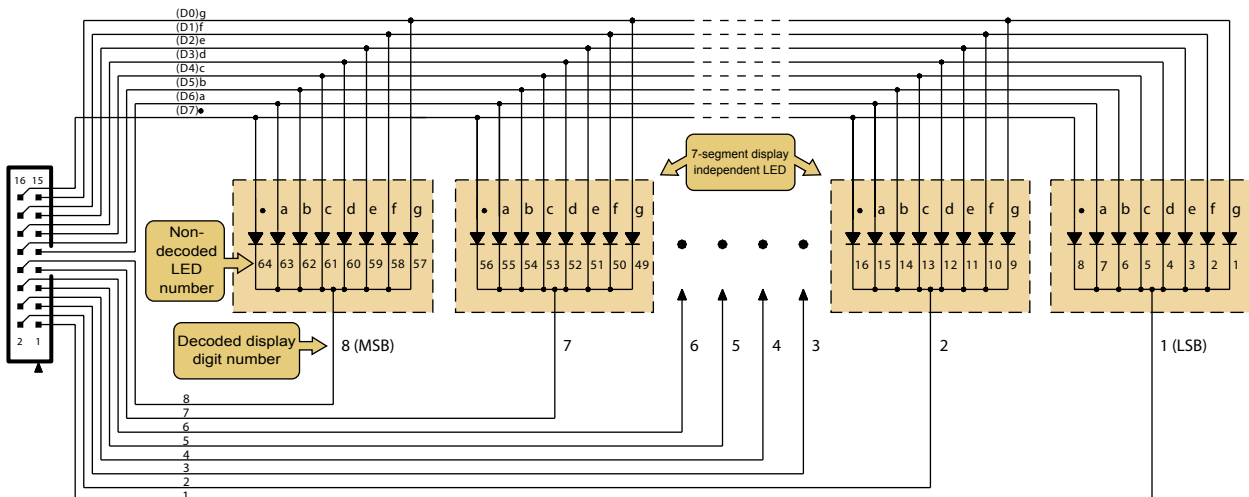 (D0)g
(D1)f
(D2)e
(D3)d
(D4)c
(D5)b
(D6)a
(D7)•
7-segment display
independent LED
16 15
• a b c d e f g
• a b c d e f g
• a b c d e f g
• a b c d e f g
Non-
decoded
LED
number
64 63 62 61 60 59 58 57
56 55 54 53 52 51 50 49
16 15 14 13 12 11 10 9
8 7 6 5 4 3 2 1
2 1
Decoded display
digit number
8 (MSB)
7
6
5
4
3
2
1 (LSB)
8
7
6
5
4
3
2
1